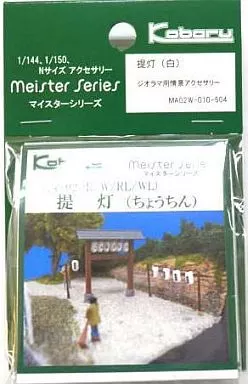 1/144、1/150、
Nサイズ アクセサリー
meister series
マイスターシリーズ
Kobaru
提灯（白）
ジオラマ用情景アクセサリー
MA02W-010-504
meister series
マイスターシリーズ
W/RL/WL)
提 灯（ちょうちん）